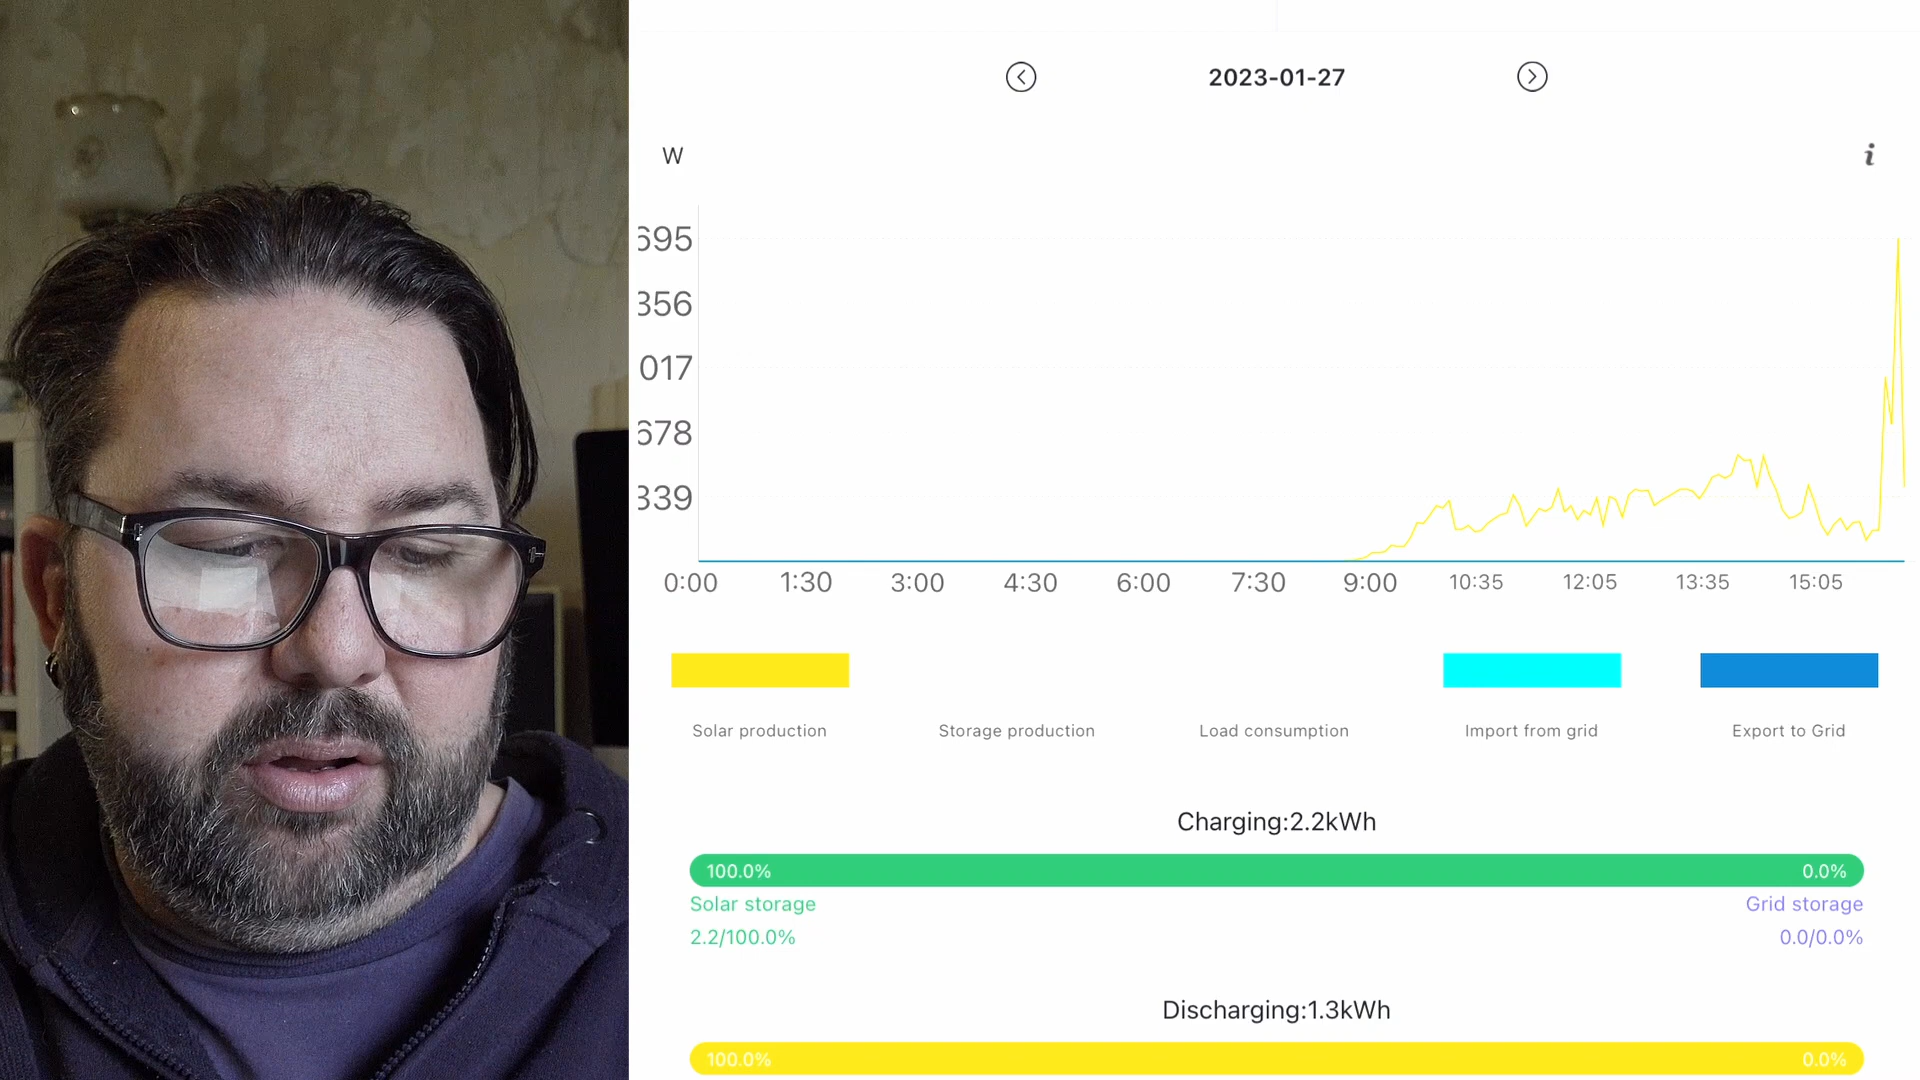 2023-01-27
W
i
695
356
017
678
339
0:00 1:30 3:00 4:30 6:00 7:30 9:00 10:35 12:05 13:35 15:05
Solar production Storage production Load consumption Import from grid Export to Grid
Charging:2.2kWh
100.0% 0.0%
Solar storage Grid storage
2.2/100.0% 0.0/0.0%
Discharging:1.3kWh
100.0% 0.0%